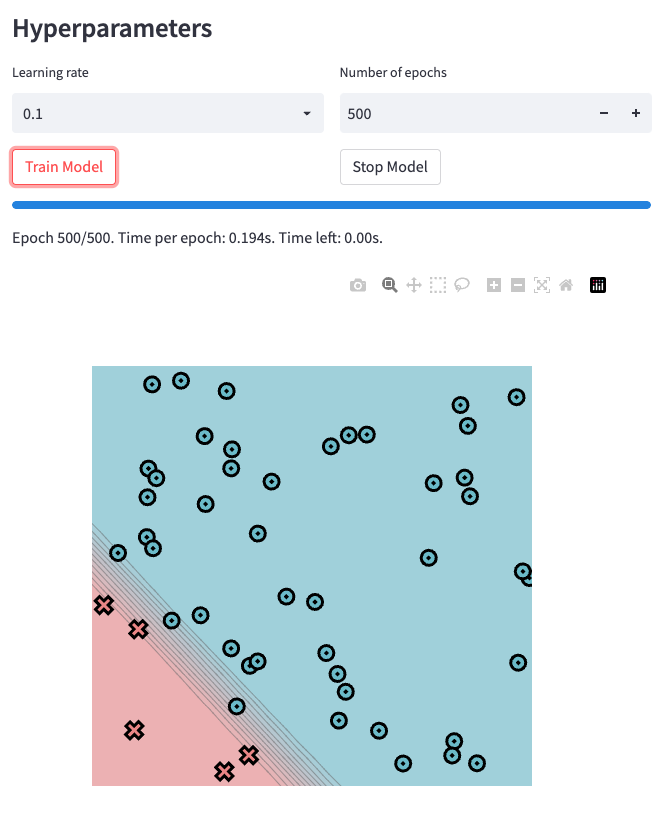 Hyperparameters
Learning rate
Number of epochs
0.1
500
Train Model
Stop Model
Epoch 500/500. Time per epoch: 0.194s. Time left: 0.00s.